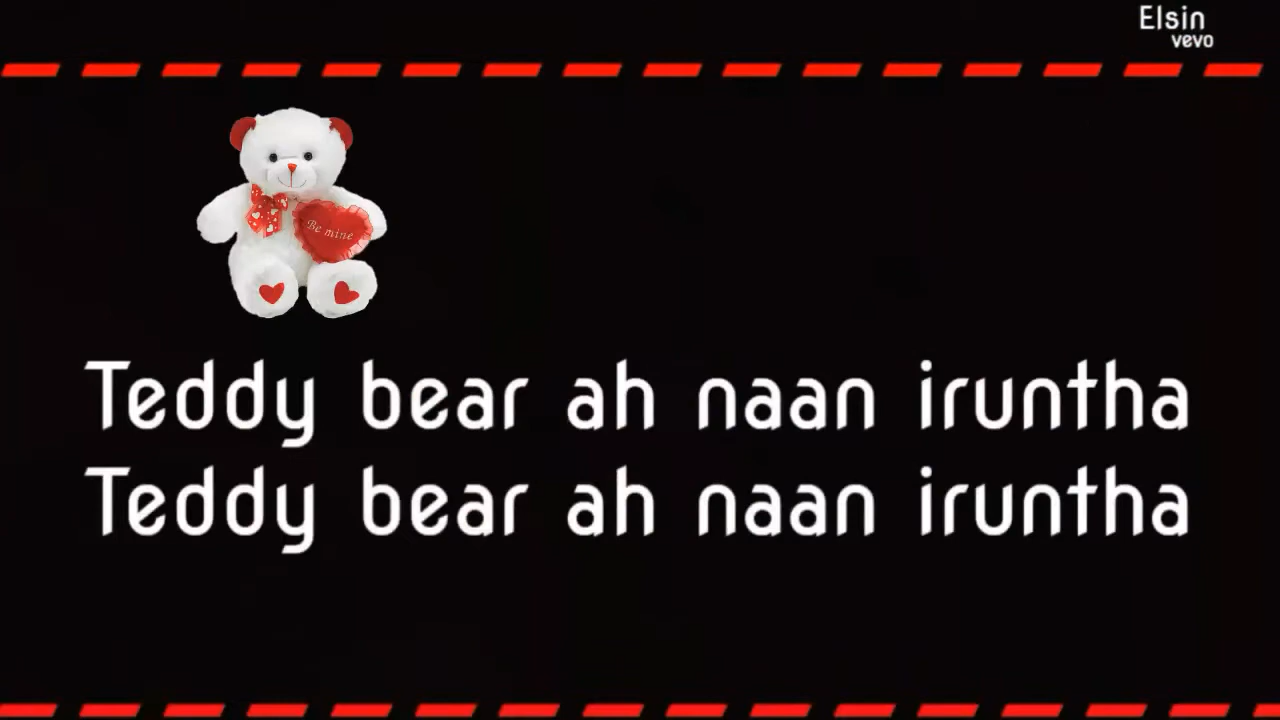 Elsin
vevo
Be mine
Teddy bear ah naan iruntha
Teddy bear ah naan iruntha